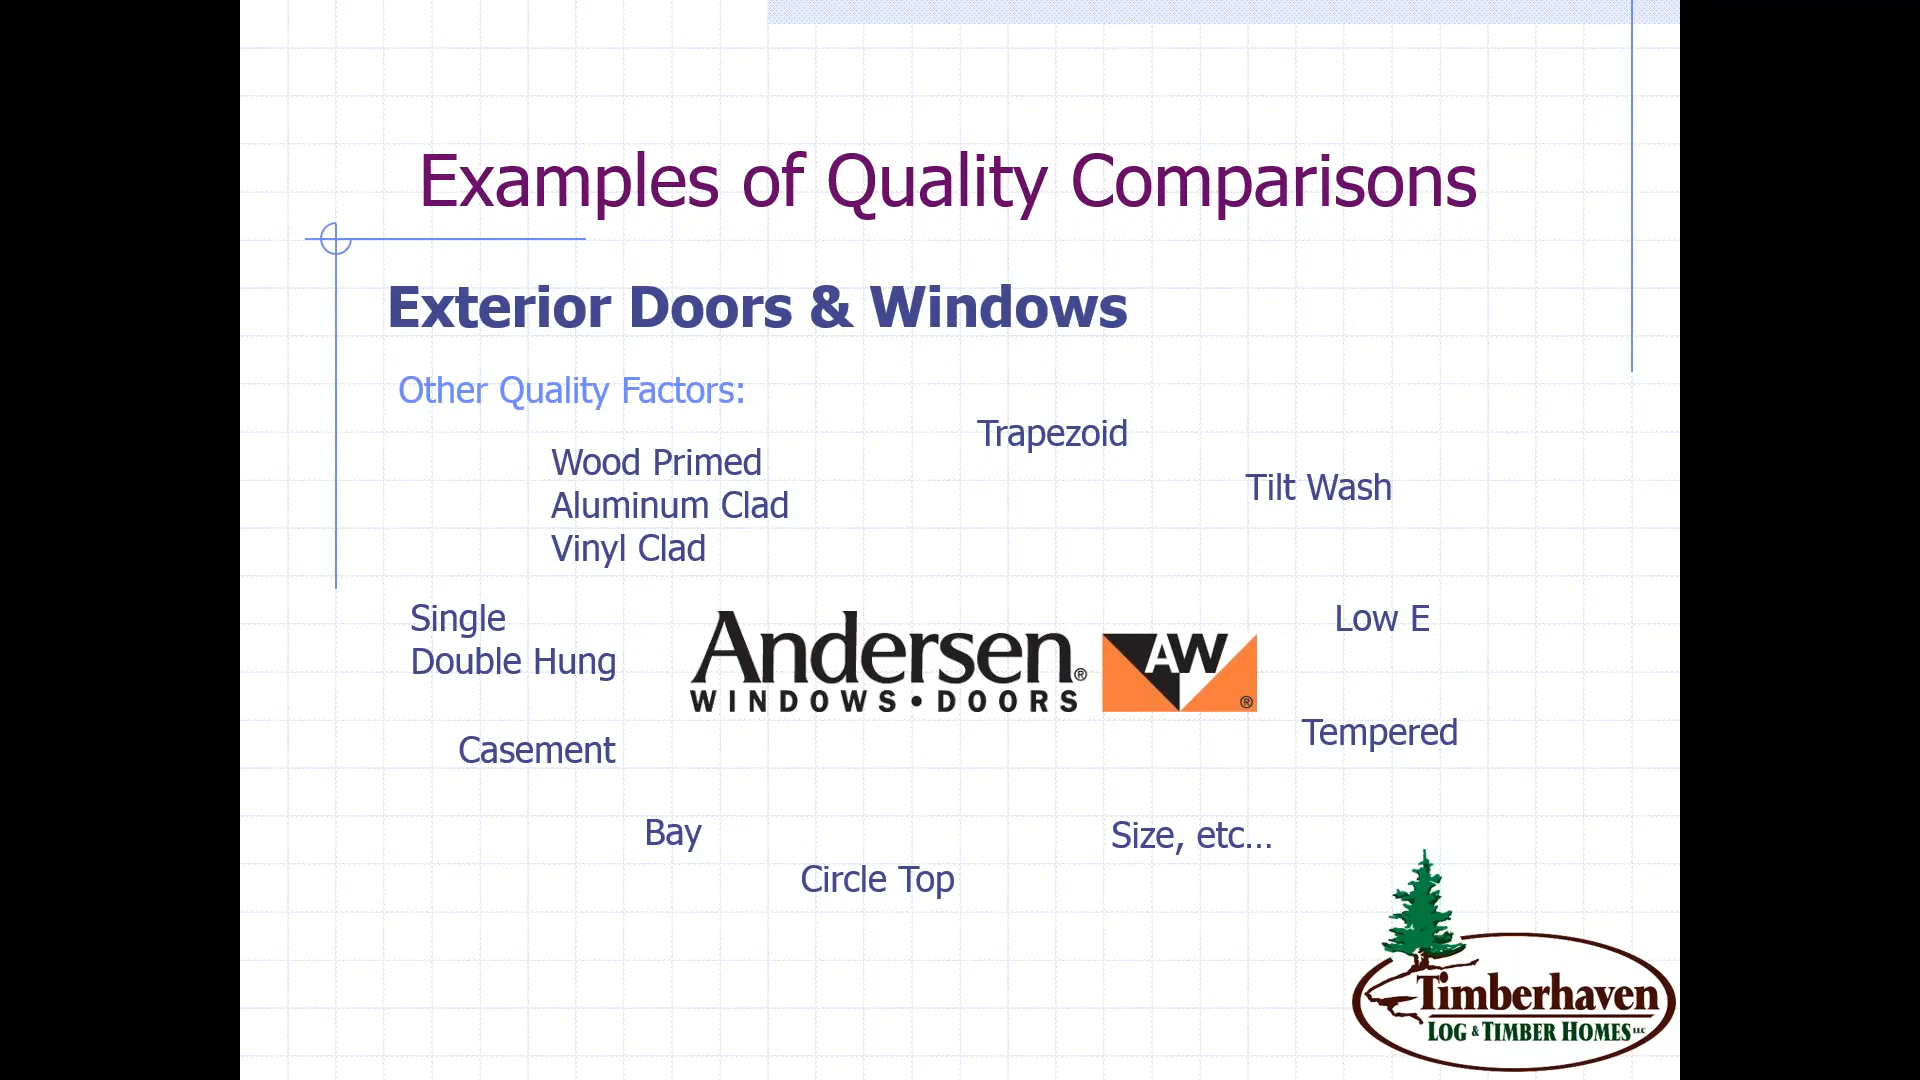 Examples of Quality Comparisons
Exterior Doors & Windows
Other Quality Factors:
Trapezoid
Wood Primed
Tilt Wash
Aluminum Clad
Vinyl Clad
Single
Double Hung
Andersen®
WINDOWS • DOORS
AW®
Low E
Casement
Tempered
Bay
Size, etc…
Circle Top
Timberhaven
LOG & TIMBER HOMES LLC